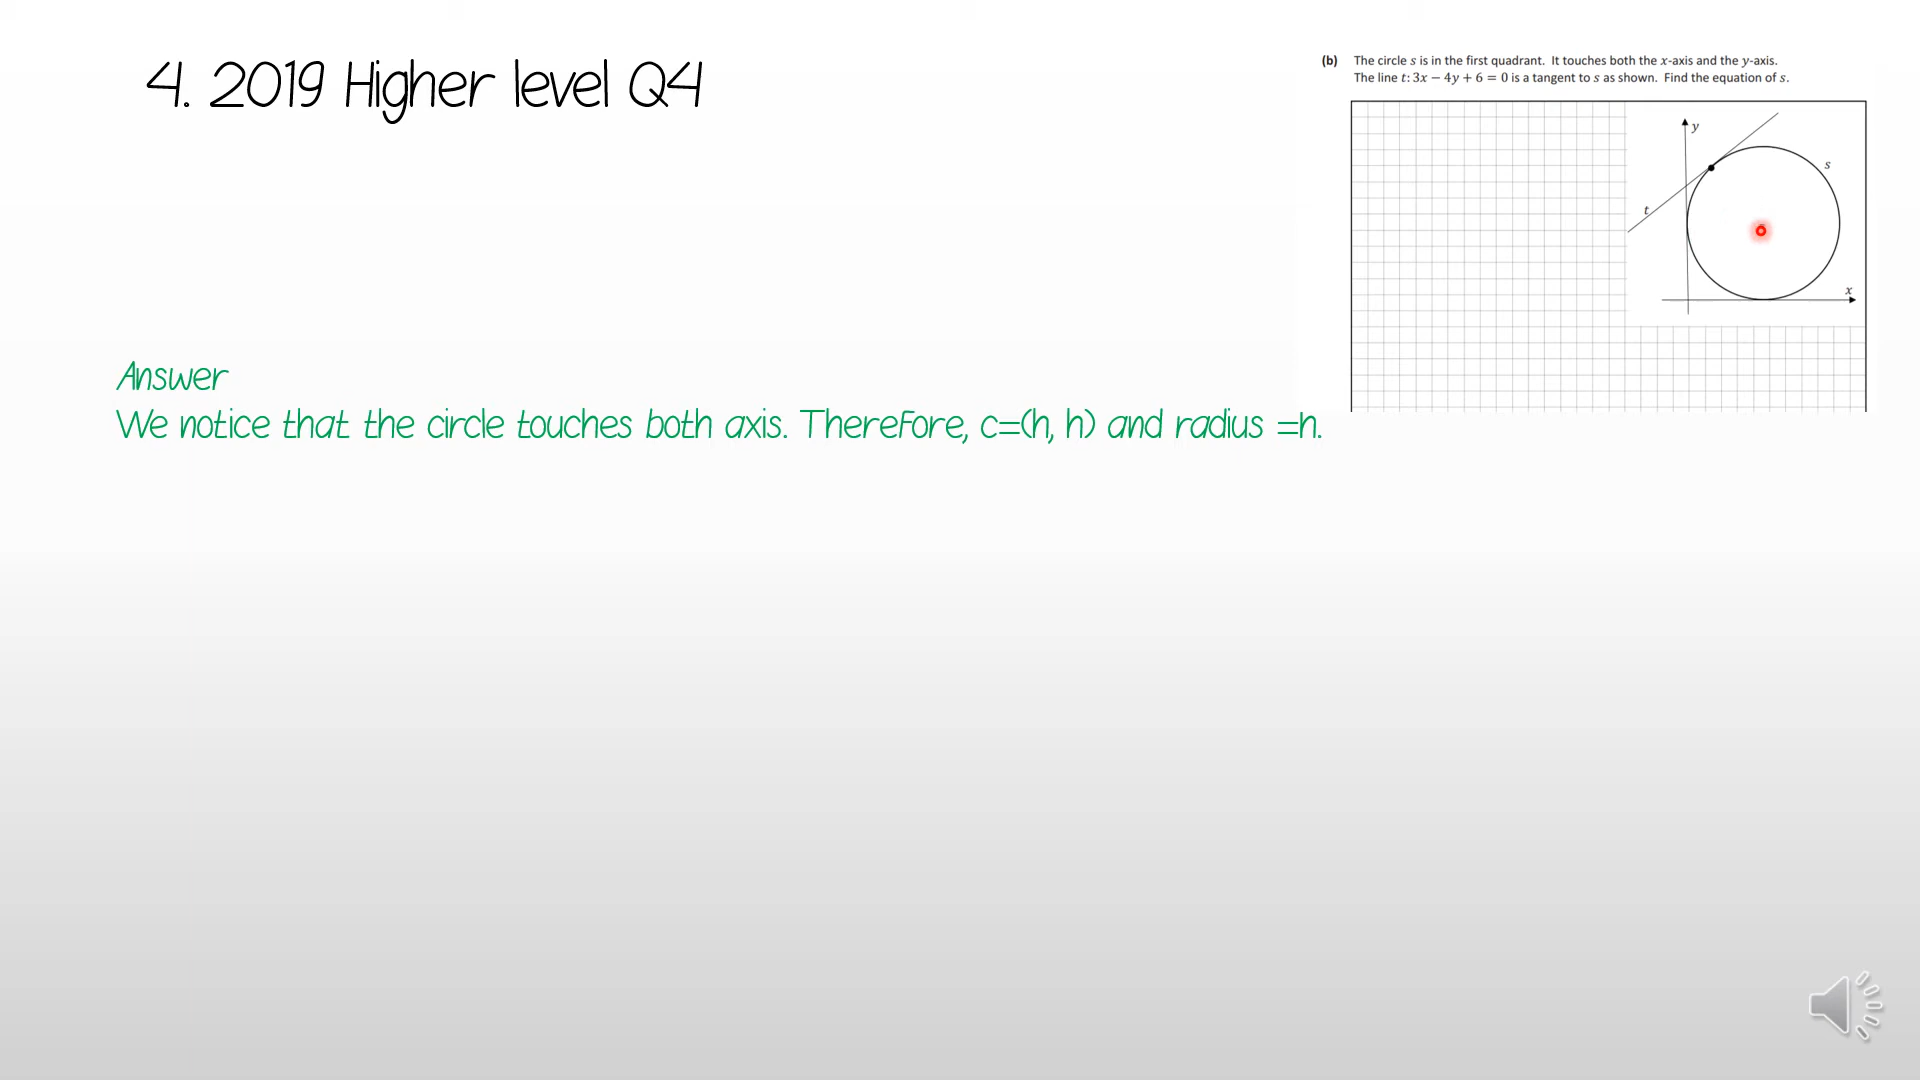 4. 2019 Higher level Q4
(b) The circle s is in the first quadrant. It touches both the x-axis and the y-axis.
The line t: 3x − 4y + 6 = 0 is a tangent to s as shown. Find the equation of s.
y
s
t
x
Answer
We notice that the circle touches both axis. Therefore, c=(h, h) and radius =h.